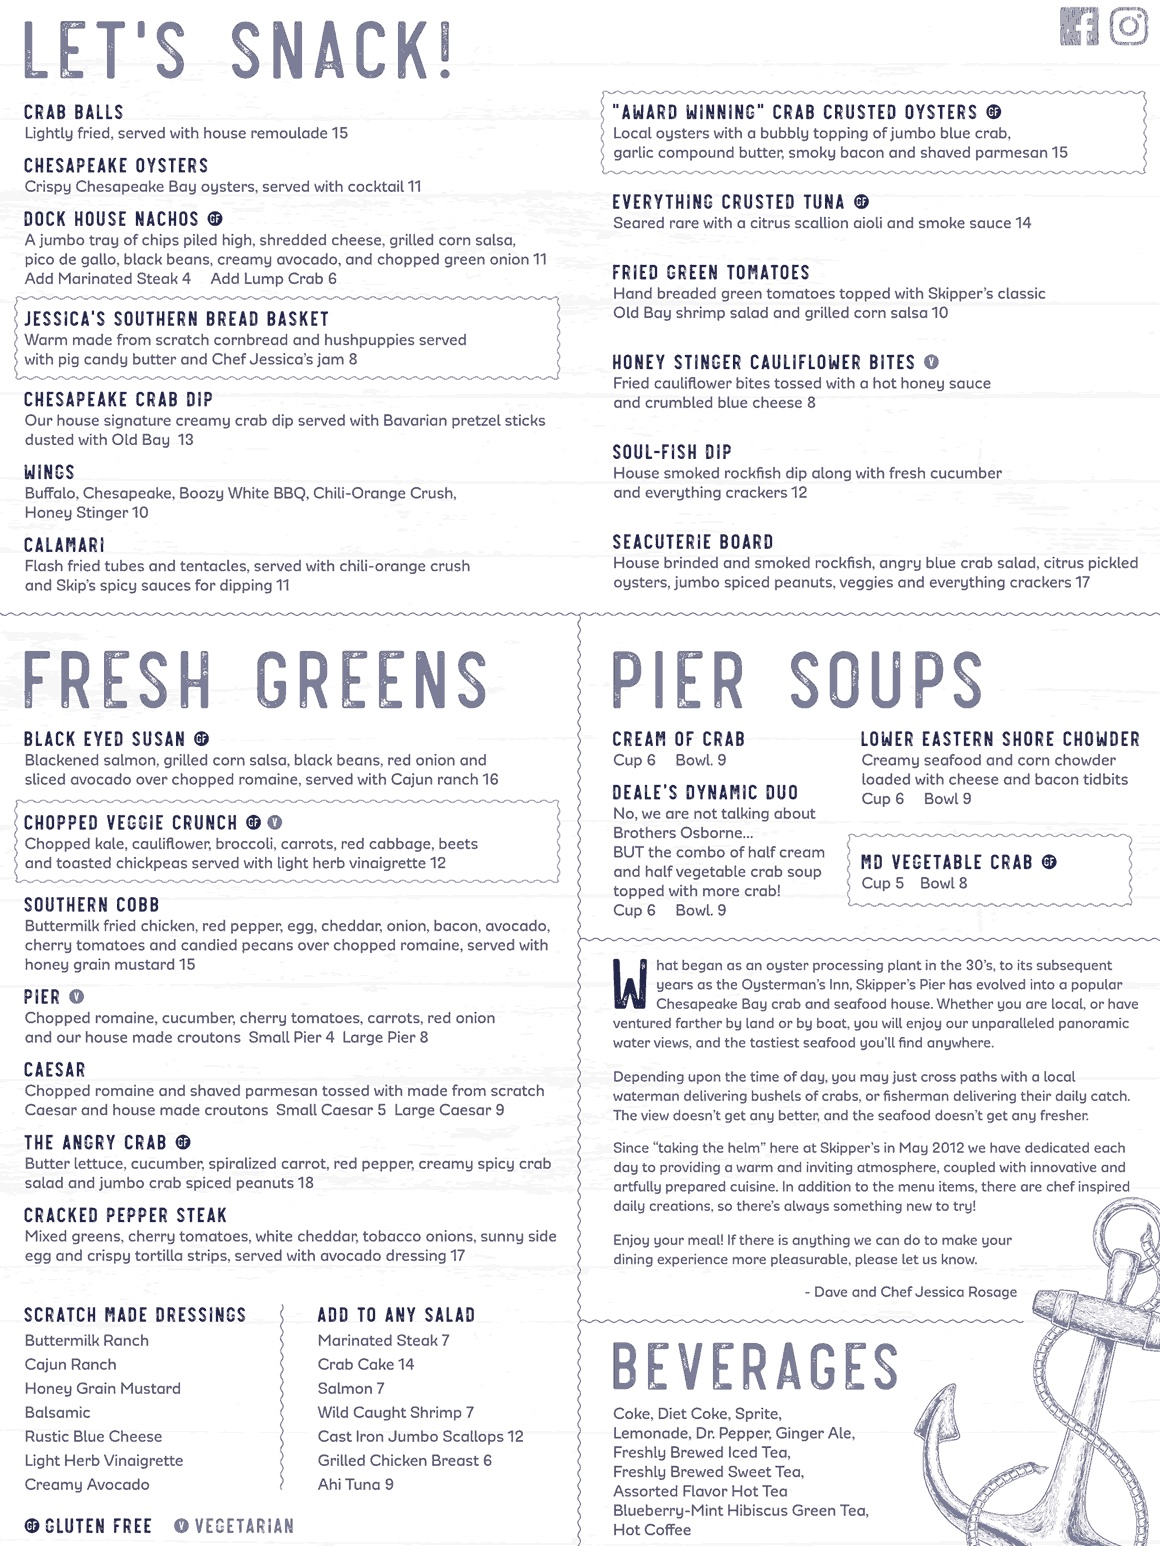 LET'S SNACK!
CRAB BALLS
Lightly fried, served with house remoulade 15
CHESAPEAKE OYSTERS
Crispy Chesapeake Bay oysters, served with cocktail 11
DOCK HOUSE NACHOS GF
A jumbo tray of chips piled high, shredded cheese, grilled corn salsa,
pico de gallo, black beans, creamy avocado, and chopped green onion 11
Add Marinated Steak 4 Add Lump Crab 6
JESSICA'S SOUTHERN BREAD BASKET
Warm made from scratch cornbread and hushpuppies served
with pig candy butter and Chef Jessica's jam 8
CHESAPEAKE CRAB DIP
Our house signature creamy crab dip served with Bavarian pretzel sticks
dusted with Old Bay 13
WINGS
Buffalo, Chesapeake, Boozy White BBQ, Chili-Orange Crush,
Honey Stinger 10
CALAMARI
Flash fried tubes and tentacles, served with chili-orange crush
and Skip's spicy sauces for dipping 11
"AWARD WINNING" CRAB CRUSTED OYSTERS GF
Local oysters with a bubbly topping of jumbo blue crab,
garlic compound butter, smoky bacon and shaved parmesan 15
EVERYTHING CRUSTED TUNA GF
Seared rare with a citrus scallion aioli and smoke sauce 14
FRIED GREEN TOMATOES
Hand breaded green tomatoes topped with Skipper's classic
Old Bay shrimp salad and grilled corn salsa 10
HONEY STINGER CAULIFLOWER BITES V
Fried cauliflower bites tossed with a hot honey sauce
and crumbled blue cheese 8
SOUL-FISH DIP
House smoked rockfish dip along with fresh cucumber
and everything crackers 12
SEACUTERIE BOARD
House brinded and smoked rockfish, angry blue crab salad, citrus pickled
oysters, jumbo spiced peanuts, veggies and everything crackers 17
FRESH GREENS
BLACK EYED SUSAN GF
Blackened salmon, grilled corn salsa, black beans, red onion and
sliced avocado over chopped romaine, served with Cajun ranch 16
CHOPPED VEGGIE CRUNCH GF V
Chopped kale, cauliflower, broccoli, carrots, red cabbage, beets
and toasted chickpeas served with light herb vinaigrette 12
SOUTHERN COBB
Buttermilk fried chicken, red pepper, egg, cheddar, onion, bacon, avocado,
cherry tomatoes and candied pecans over chopped romaine, served with
honey grain mustard 15
PIER V
Chopped romaine, cucumber, cherry tomatoes, carrots, red onion
and our house made croutons Small Pier 4 Large Pier 8
CAESAR
Chopped romaine and shaved parmesan tossed with made from scratch
Caesar and house made croutons Small Caesar 5 Large Caesar 9
THE ANGRY CRAB GF
Butter lettuce, cucumber, spiralized carrot, red pepper, creamy spicy crab
salad and jumbo crab spiced peanuts 18
CRACKED PEPPER STEAK
Mixed greens, cherry tomatoes, white cheddar, tobacco onions, sunny side
egg and crispy tortilla strips, served with avocado dressing 17
SCRATCH MADE DRESSINGS
Buttermilk Ranch
Cajun Ranch
Honey Grain Mustard
Balsamic
Rustic Blue Cheese
Light Herb Vinaigrette
Creamy Avocado
ADD TO ANY SALAD
Marinated Steak 7
Crab Cake 14
Salmon 7
Wild Caught Shrimp 7
Cast Iron Jumbo Scallops 12
Grilled Chicken Breast 6
Ahi Tuna 9
GF GLUTEN FREE V VEGETARIAN
PIER SOUPS
CREAM OF CRAB
Cup 6 Bowl. 9
DEALE'S DYNAMIC DUO
No, we are not talking about
Brothers Osborne...
BUT the combo of half cream
and half vegetable crab soup
topped with more crab!
Cup 6 Bowl. 9
LOWER EASTERN SHORE CHOWDER
Creamy seafood and corn chowder
loaded with cheese and bacon tidbits
Cup 6 Bowl 9
MD VEGETABLE CRAB GF
Cup 5 Bowl 8
What began as an oyster processing plant in the 30's, to its subsequent
years as the Oysterman's Inn, Skipper's Pier has evolved into a popular
Chesapeake Bay crab and seafood house. Whether you are local, or have
ventured farther by land or by boat, you will enjoy our unparalleled panoramic
water views, and the tastiest seafood you'll find anywhere.
Depending upon the time of day, you may just cross paths with a local
waterman delivering bushels of crabs, or fisherman delivering their daily catch.
The view doesn't get any better, and the seafood doesn't get any fresher.
Since "taking the helm" here at Skipper's in May 2012 we have dedicated each
day to providing a warm and inviting atmosphere, coupled with innovative and
artfully prepared cuisine. In addition to the menu items, there are chef inspired
daily creations, so there's always something new to try!
Enjoy your meal! If there is anything we can do to make your
dining experience more pleasurable, please let us know.
- Dave and Chef Jessica Rosage
BEVERAGES
Coke, Diet Coke, Sprite,
Lemonade, Dr. Pepper, Ginger Ale,
Freshly Brewed Iced Tea,
Freshly Brewed Sweet Tea,
Assorted Flavor Hot Tea
Blueberry-Mint Hibiscus Green Tea,
Hot Coffee